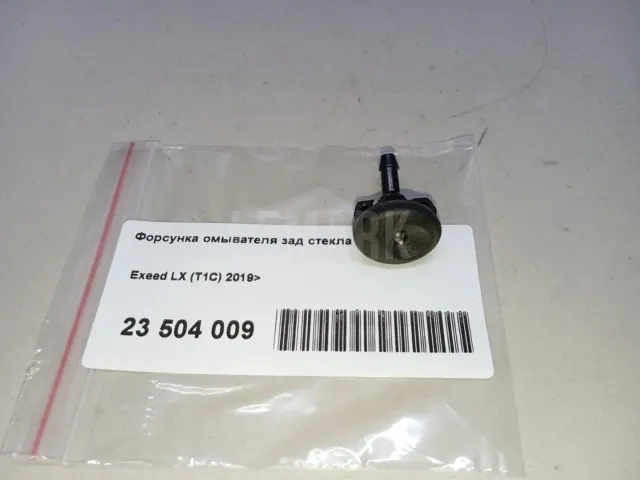 Форсунка омывателя зад стекла
Exeed LX (T1C) 2019>
23 504 009